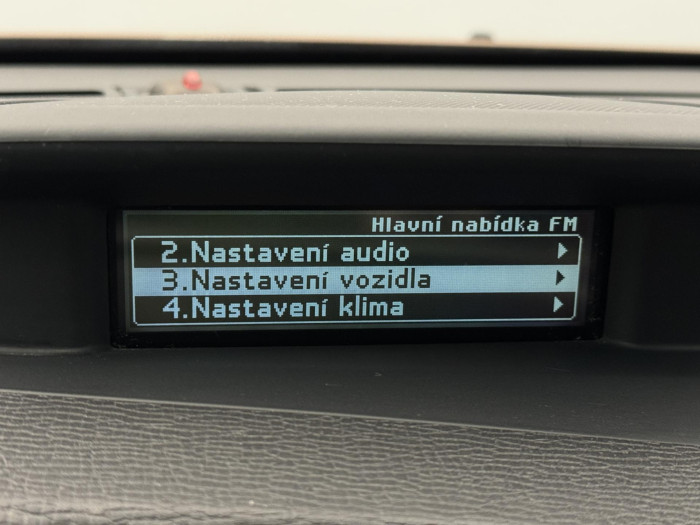 Hlavní nabídka FM
2.Nastavení audio
3.Nastavení vozidla
4.Nastavení klima